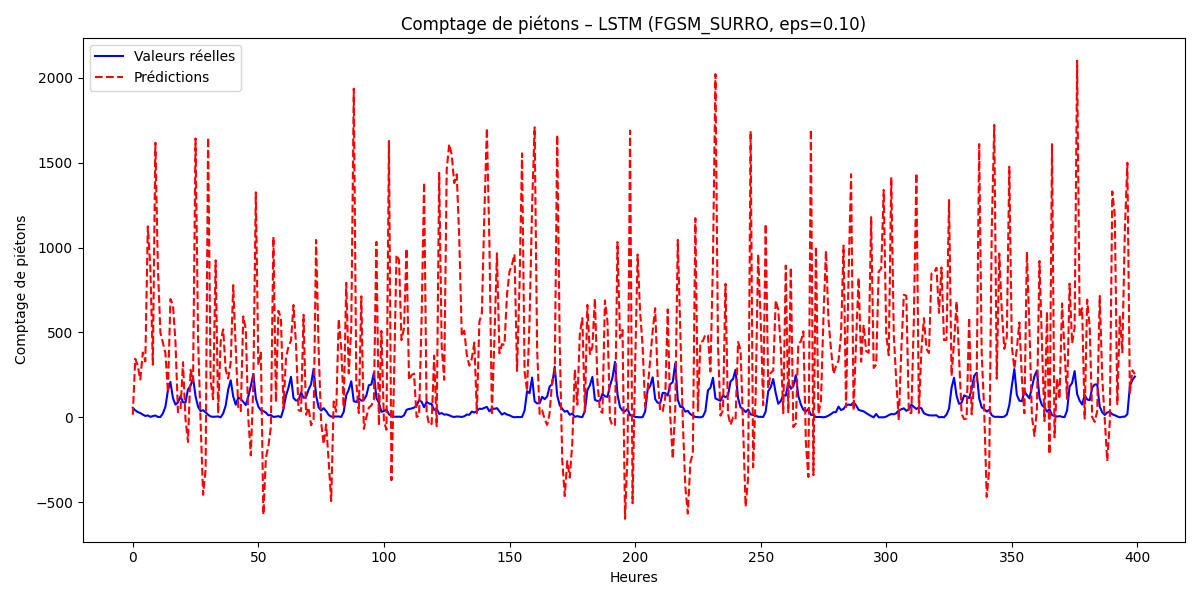 Comptage de piétons – LSTM (FGSM_SURRO, eps=0.10)
Valeurs réelles
Prédictions
Comptage de piétons
2000
1500
1000
500
0
−500
0 50 100 150 200 250 300 350 400
Heures